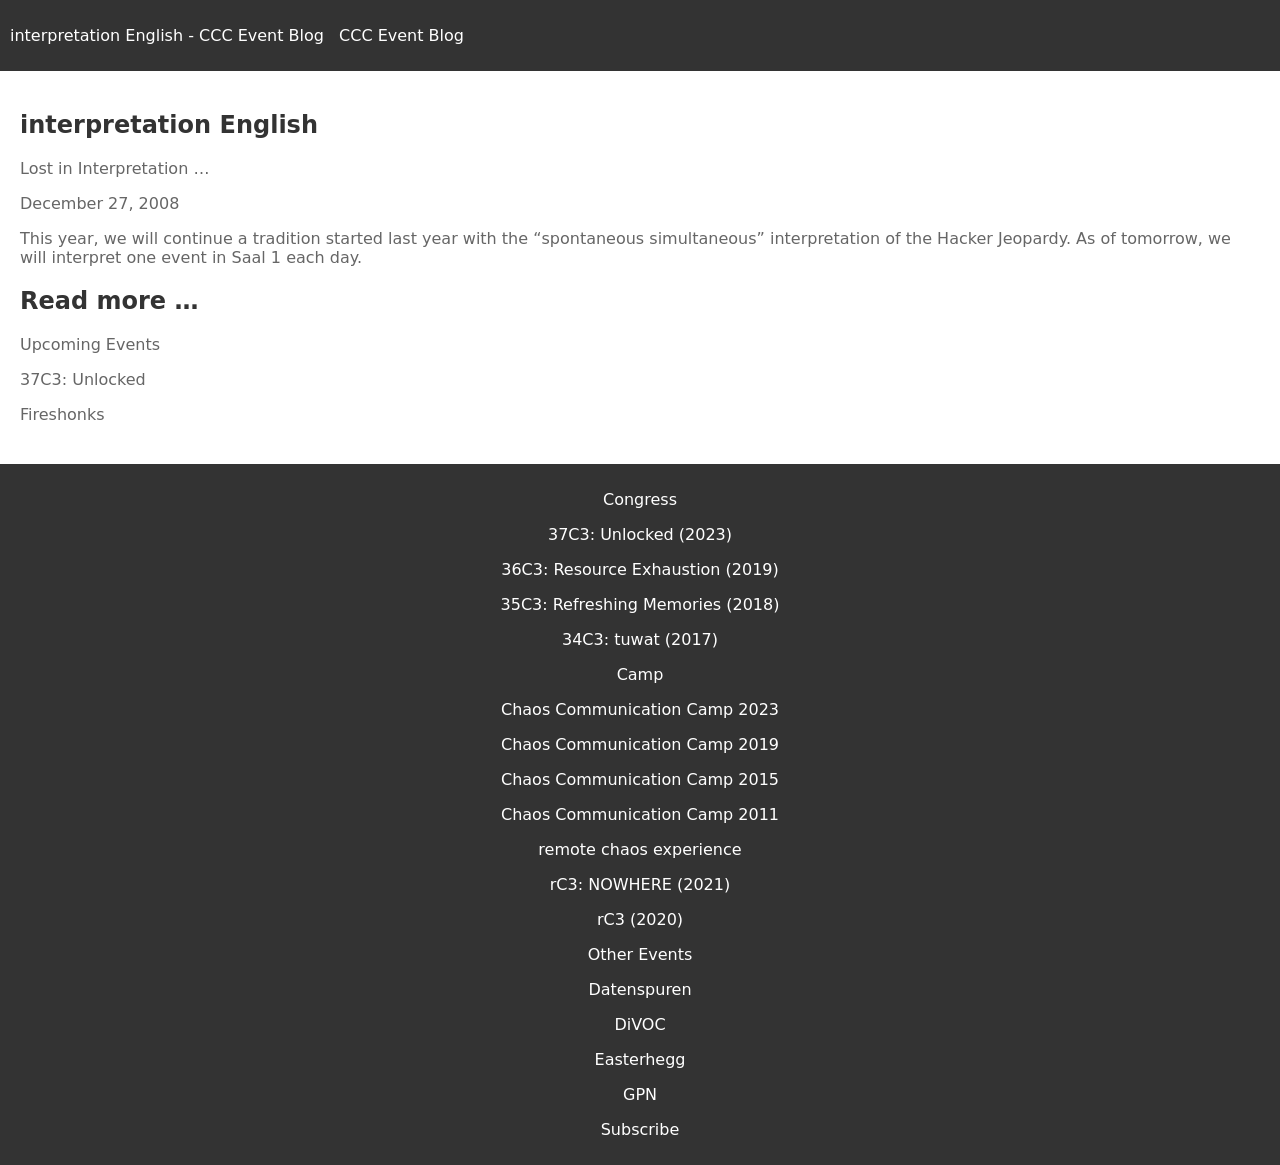 interpretation English - CCC Event Blog CCC Event Blog
interpretation English
Lost in Interpretation …
December 27, 2008
This year, we will continue a tradition started last year with the “spontaneous simultaneous” interpretation of the Hacker Jeopardy. As of tomorrow, we
will interpret one event in Saal 1 each day.
Read more …
Upcoming Events
37C3: Unlocked
Fireshonks
Congress
37C3: Unlocked (2023)
36C3: Resource Exhaustion (2019)
35C3: Refreshing Memories (2018)
34C3: tuwat (2017)
Camp
Chaos Communication Camp 2023
Chaos Communication Camp 2019
Chaos Communication Camp 2015
Chaos Communication Camp 2011
remote chaos experience
rC3: NOWHERE (2021)
rC3 (2020)
Other Events
Datenspuren
DiVOC
Easterhegg
GPN
Subscribe